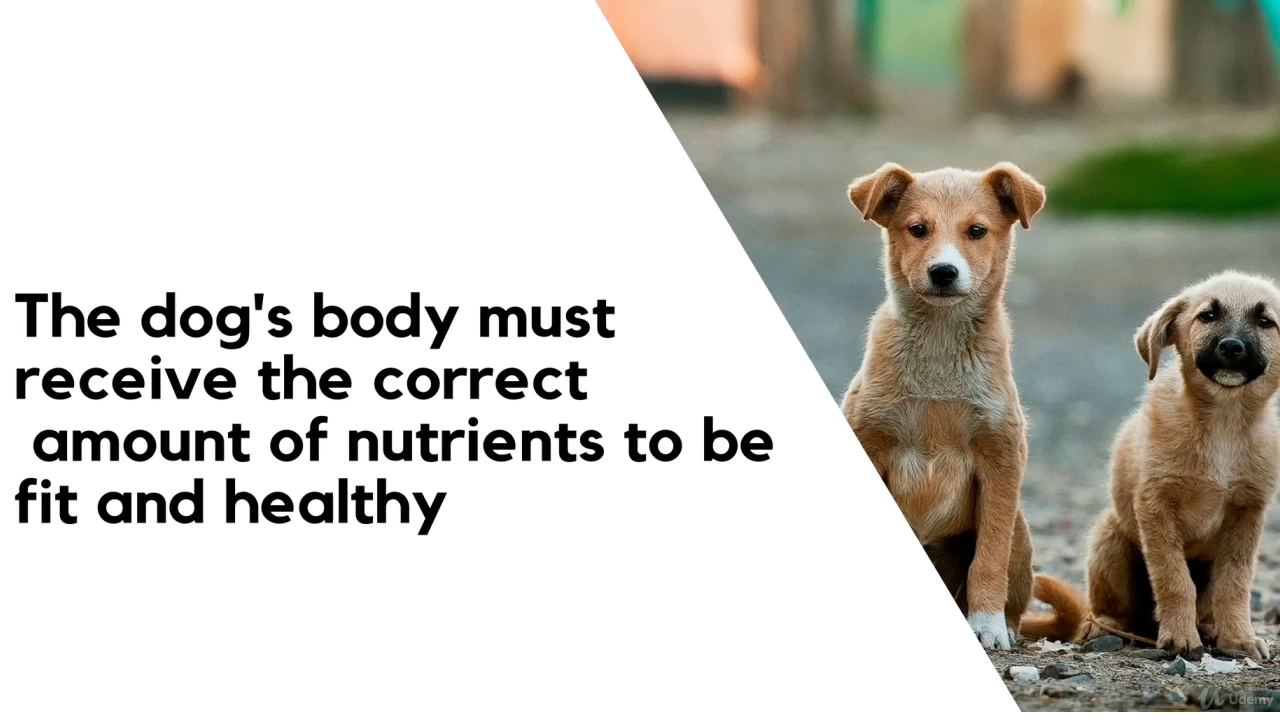 The dog's body must
receive the correct
amount of nutrients to be
fit and healthy
Udemy